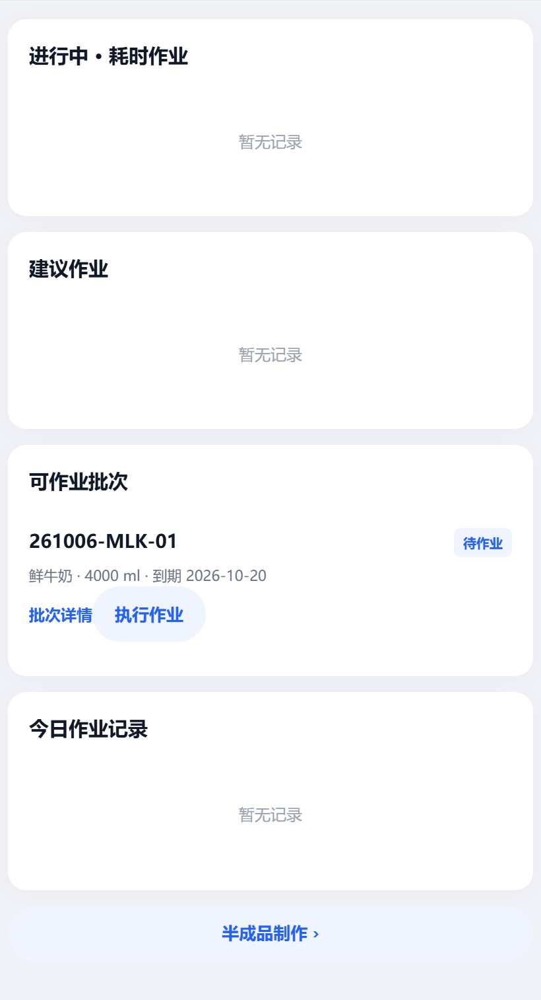 进行中 • 耗时作业
暂无记录
建议作业
暂无记录
可作业批次
261006-MLK-01
待作业
鲜牛奶 · 4000 ml · 到期 2026-10-20
批次详情
执行作业
今日作业记录
暂无记录
半成品制作 ›